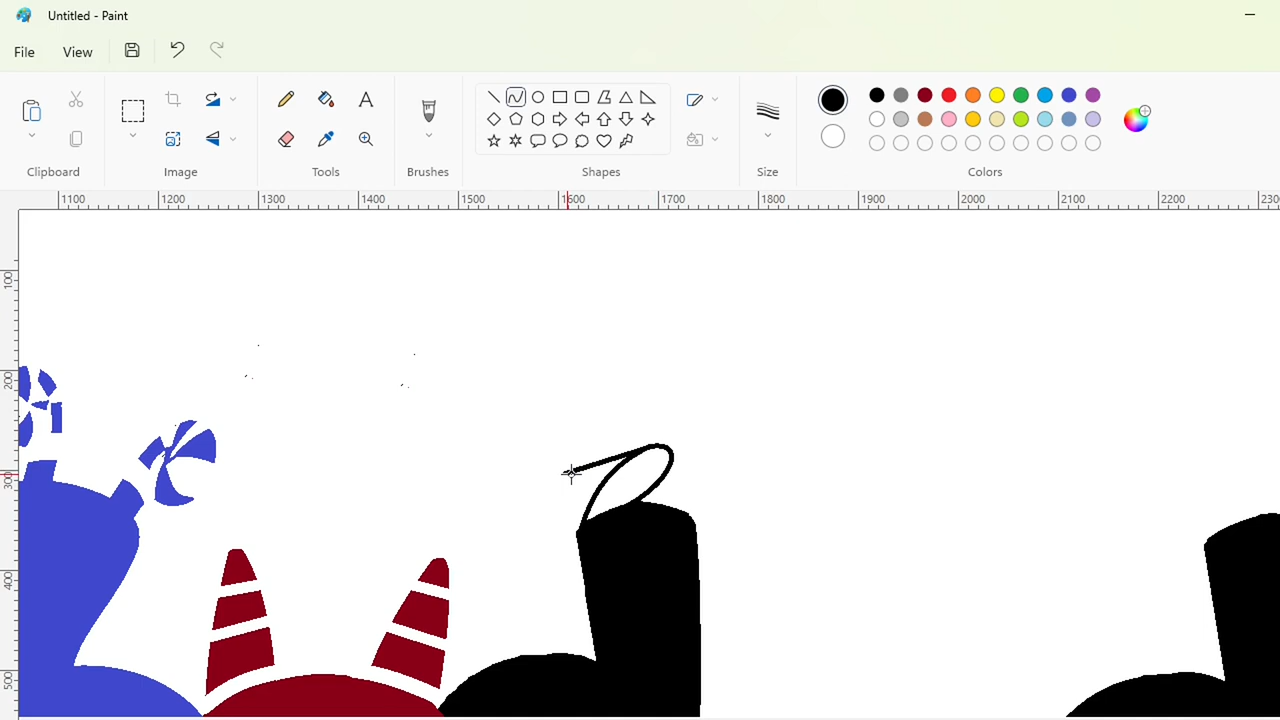 Untitled - Paint
File View
Clipboard Image Tools Brushes Shapes Size Colors
1100 1200 1300 1400 1500 1600 1700 1800 1900 2000 2100 2200 230
100
200
300
400
500